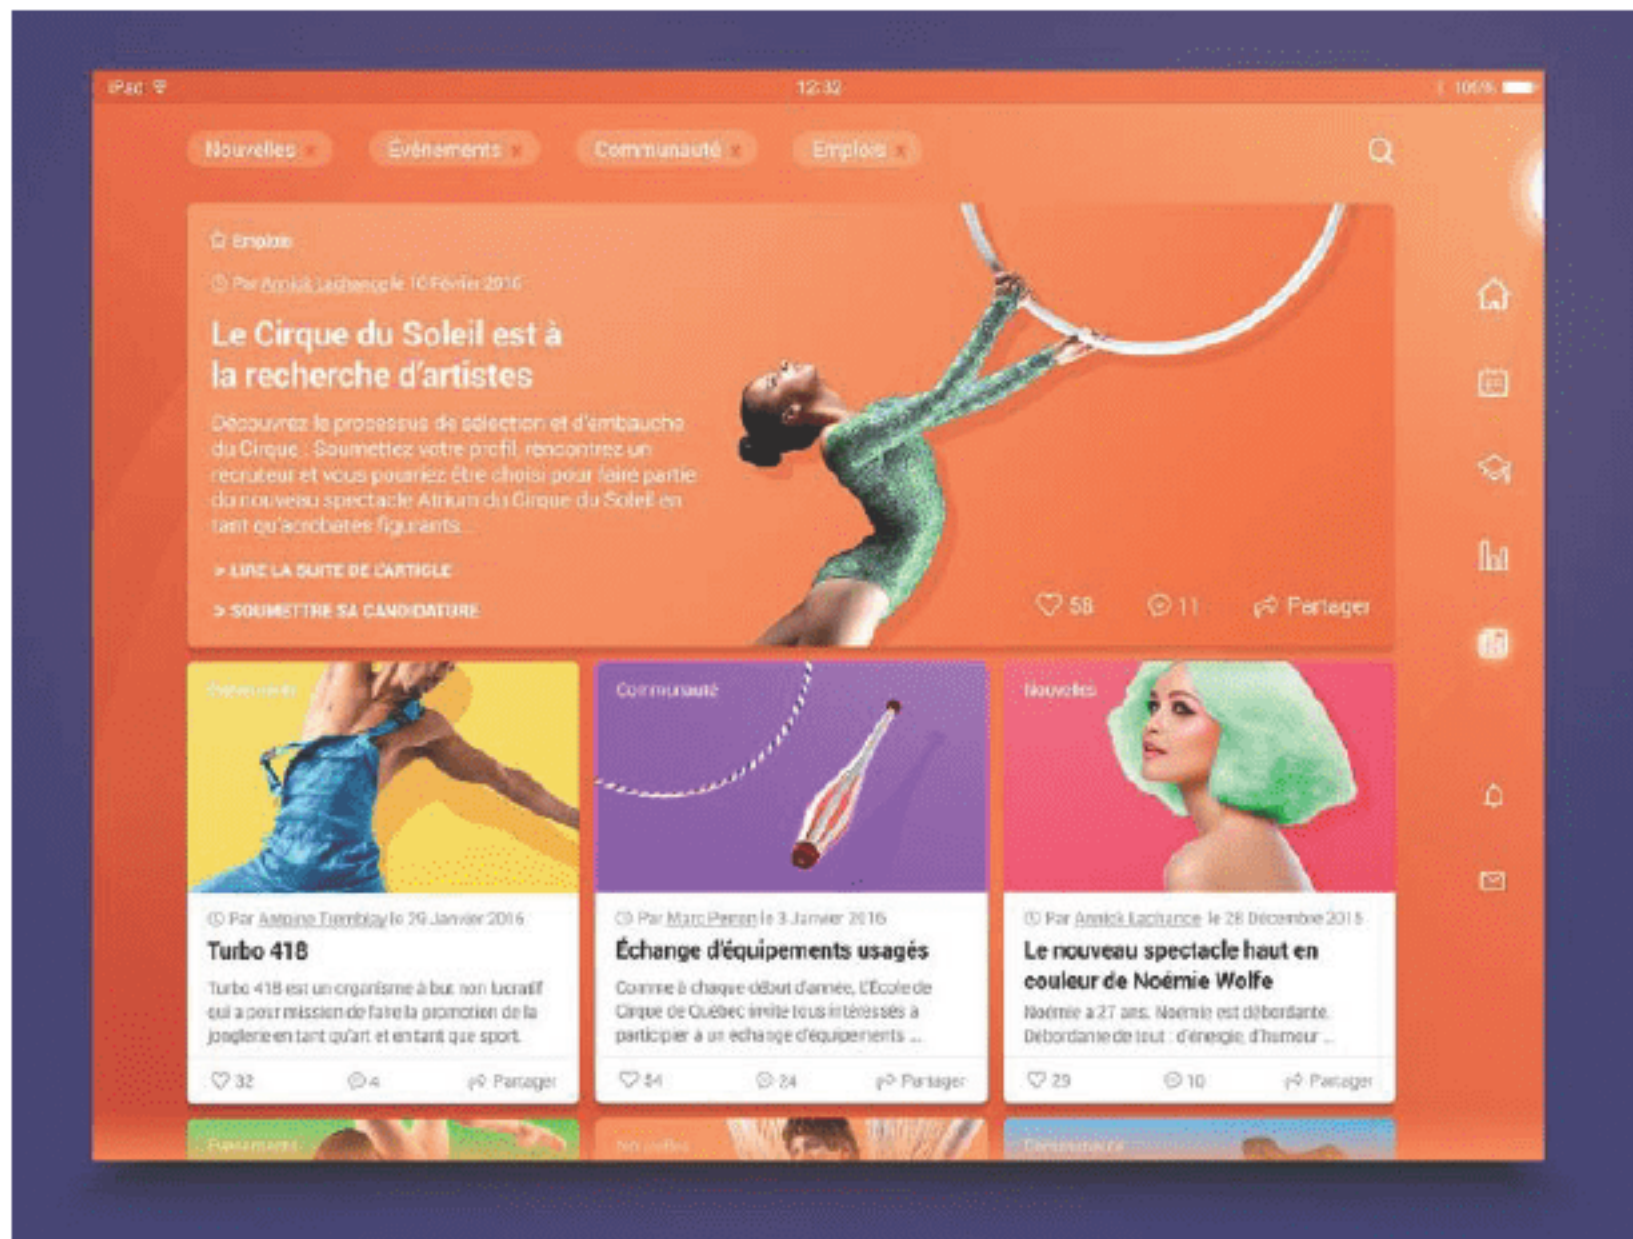 iPad
12:32
100%
Nouvelles x
Événements x
Communauté x
Emplois x
Emplois
Par Annick Lachance le 10 Février 2016
Le Cirque du Soleil est à
la recherche d'artistes
Découvrez le processus de sélection et d'embauche
du Cirque : Soumettez votre profil, rencontrez un
recruteur et vous pourriez être choisi pour faire partie
du nouveau spectacle Atrium du Cirque du Soleil en
tant qu'acrobates figurants...
> LIRE LA SUITE DE L'ARTICLE
> SOUMETTRE SA CANDIDATURE
58
11
Partager
Événements
Par Antoine Tremblay le 29 Janvier 2016
Turbo 418
Turbo 418 est un organisme à but non lucratif
qui a pour mission de faire la promotion de la
jonglerie en tant qu'art et en tant que sport.
32
4
Partager
Communauté
Par Marc Perron le 3 Janvier 2016
Échange d'équipements usagés
Comme à chaque début d'année, L'École de
Cirque de Québec invite tous intéressés à
participer à un échange d'équipements ...
54
24
Partager
Nouvelles
Par Annick Lachance le 28 Décembre 2015
Le nouveau spectacle haut en
couleur de Noémie Wolfe
Noémie a 27 ans. Noémie est débordante.
Débordante de tout : d'énergie, d'humour ...
29
10
Partager
Événements
Nouvelles
Communauté